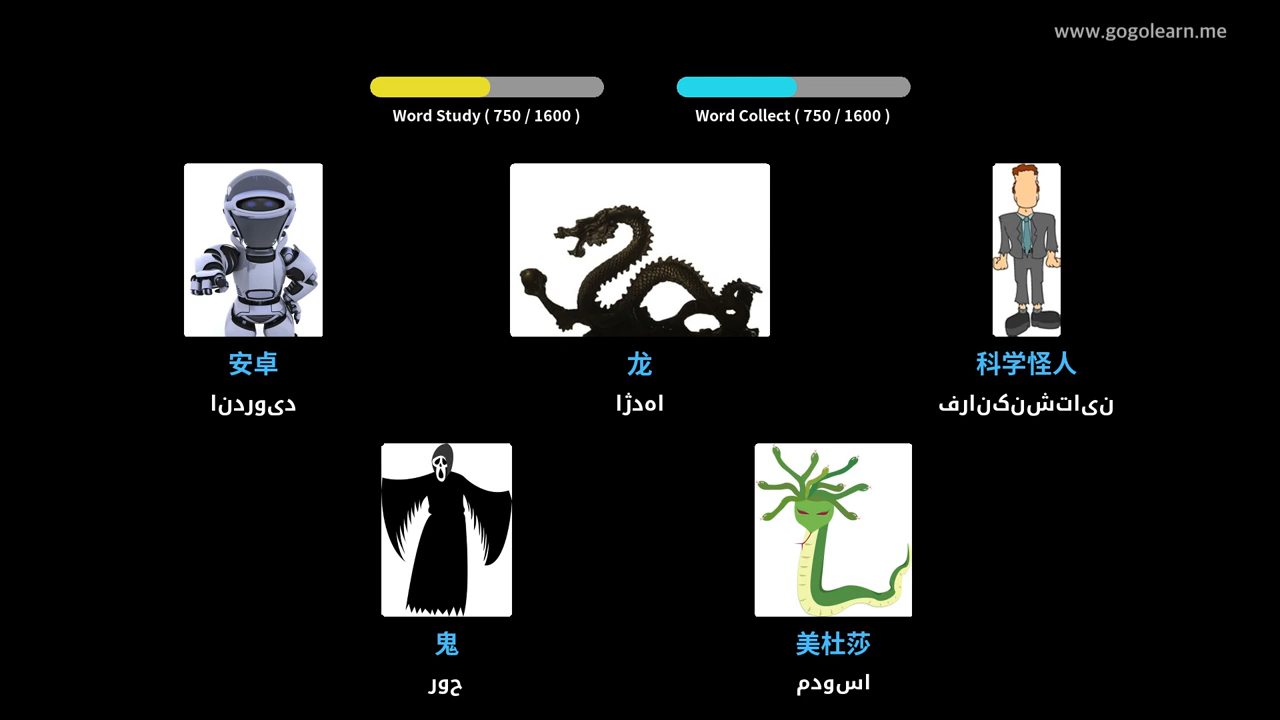 www.gogolearn.me
Word Study ( 750 / 1600 )
Word Collect ( 750 / 1600 )
安卓
龙
科学怪人
اندروید
اژدها
فرانکنشتاین
鬼
美杜莎
روح
مدوسا